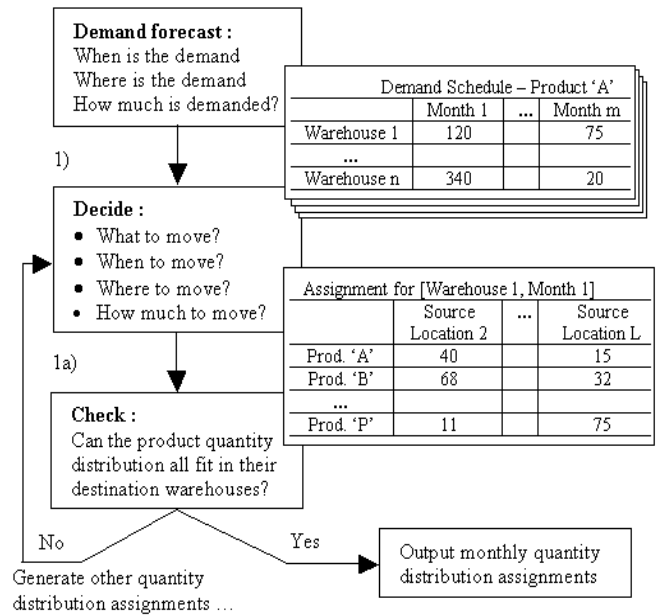 Demand forecast :
When is the demand
Where is the demand
How much is demanded?
Demand Schedule – Product ‘A’
Month 1 ... Month m
Warehouse 1 120 75
...
Warehouse n 340 20
1)
Decide :
• What to move?
• When to move?
• Where to move?
• How much to move?
Assignment for [Warehouse 1, Month 1]
Source Location 2 ... Source Location L
Prod. ‘A’ 40 15
Prod. ‘B’ 68 32
...
Prod. ‘P’ 11 75
1a)
Check :
Can the product quantity
distribution all fit in their
destination warehouses?
No
Yes
Generate other quantity
distribution assignments ...
Output monthly quantity
distribution assignments